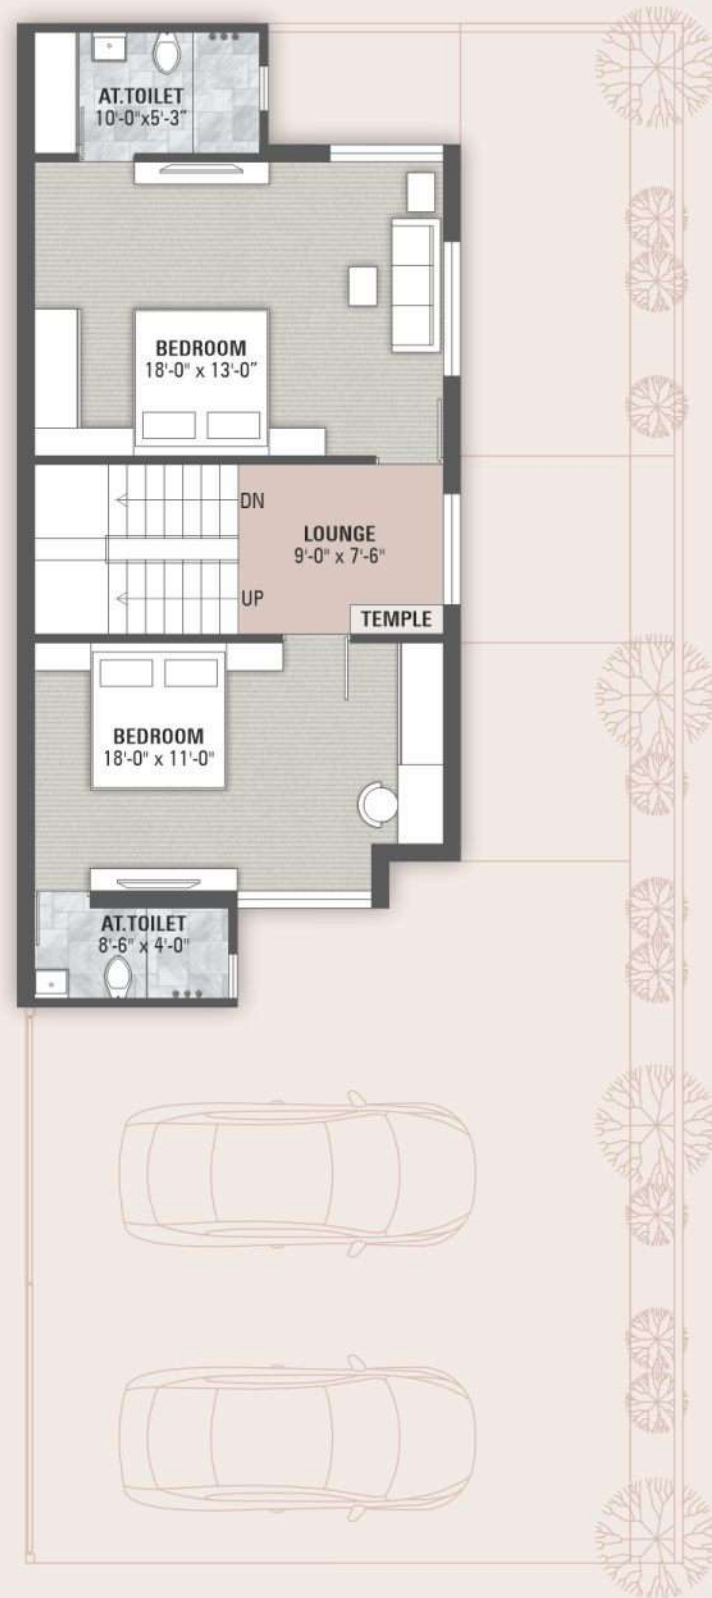 AT.TOILET
10'-0"x5'-3"
BEDROOM
18'-0" x 13'-0"
DN
LOUNGE
9'-0" x 7'-6"
UP
TEMPLE
BEDROOM
18'-0" x 11'-0"
AT.TOILET
8'-6" x 4'-0"